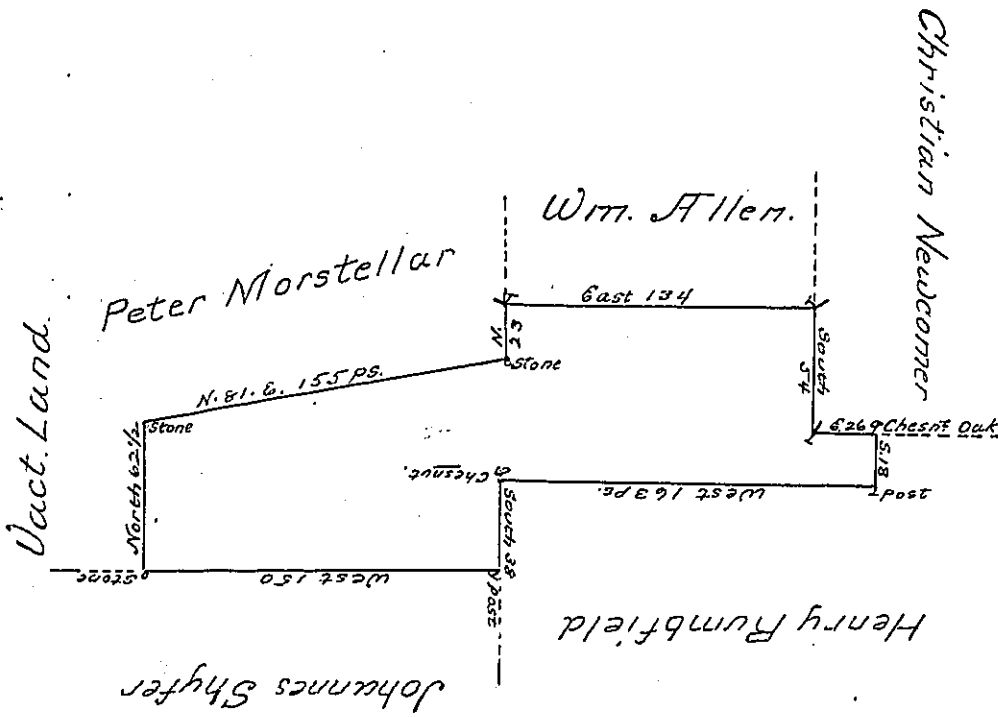 Christian Newcomer
Wm. Allen.
Peter Morstellar
Vact. Land.
East 134
N. 23
Stone
South 54
N. 81. E. 155 ps.
Stone
E. 26
Chesnt Oak
S. 18
Post
North 62 1/2
Chesnut.
West 163 ps.
South 38
Stone
West 150
post
Henry Rumbfield
Johannes Shyfer